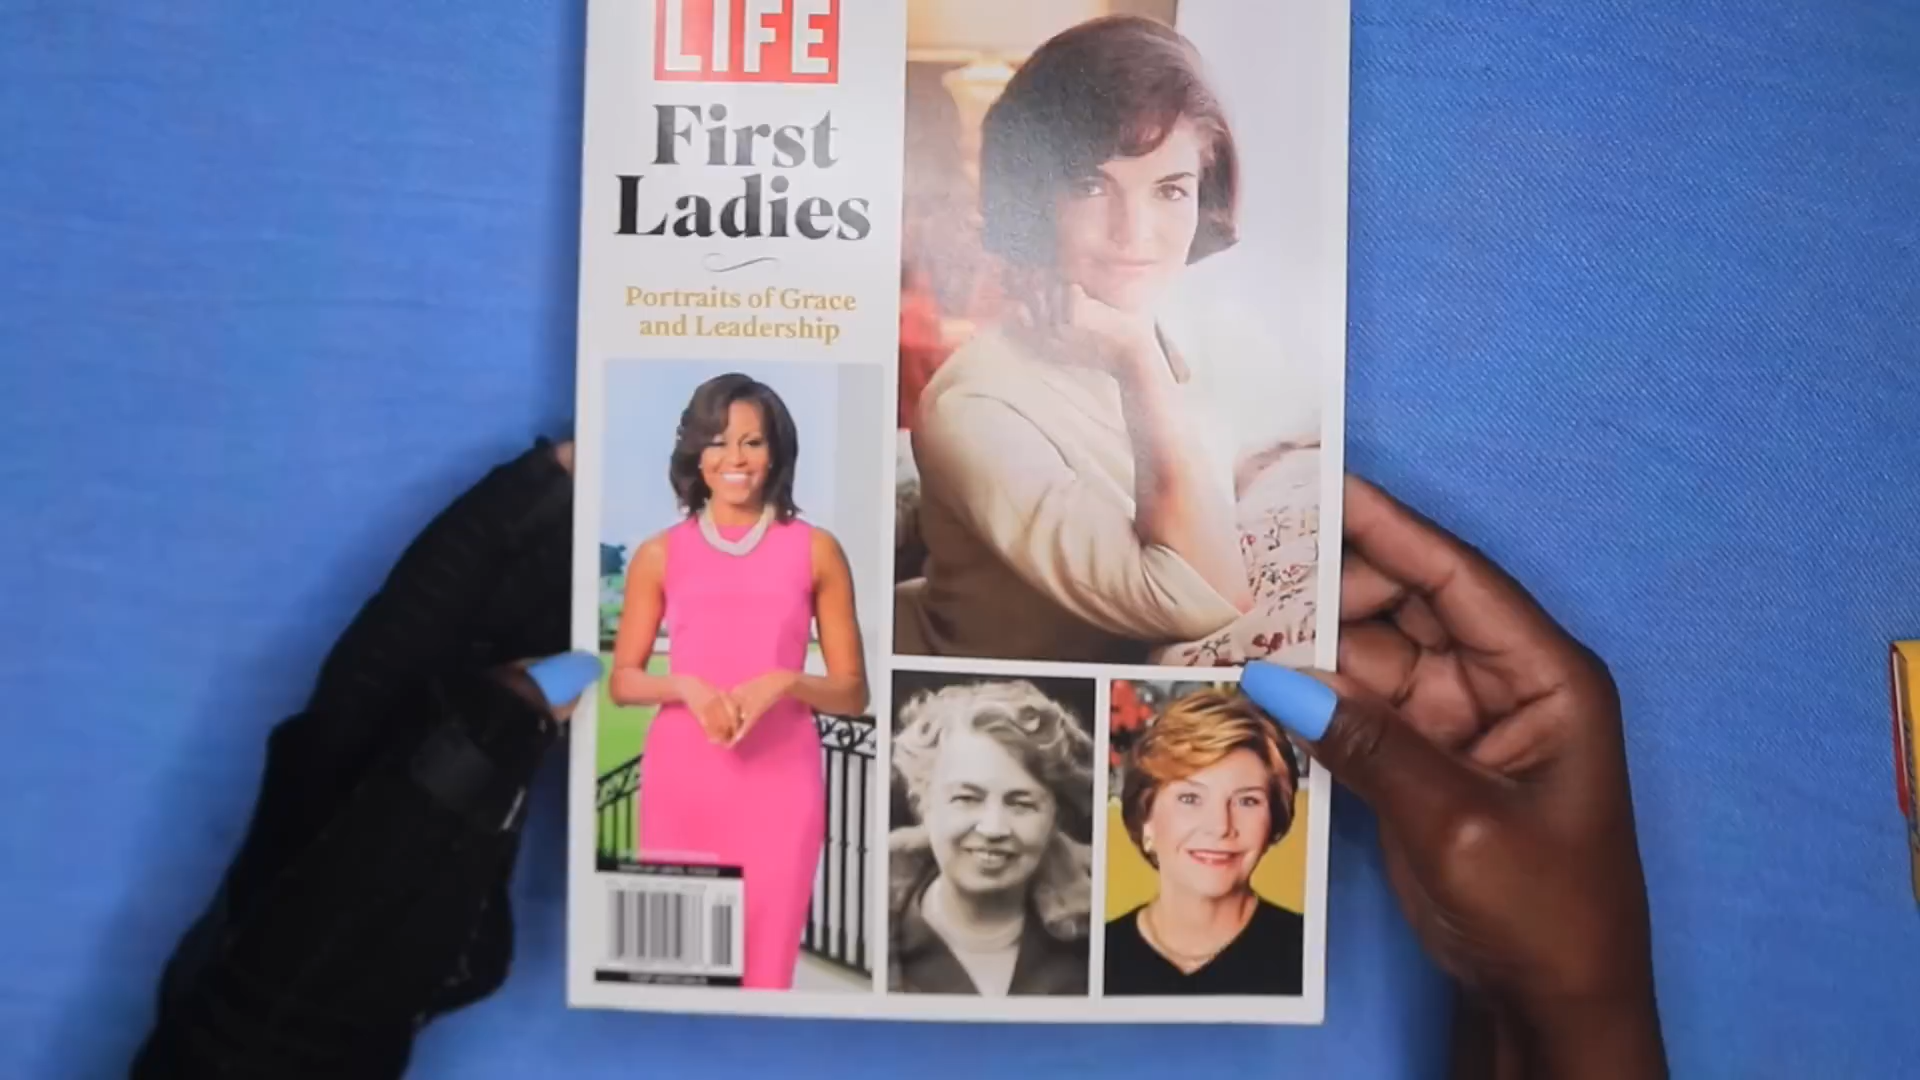 LIFE
First
Ladies
Portraits of Grace
and Leadership